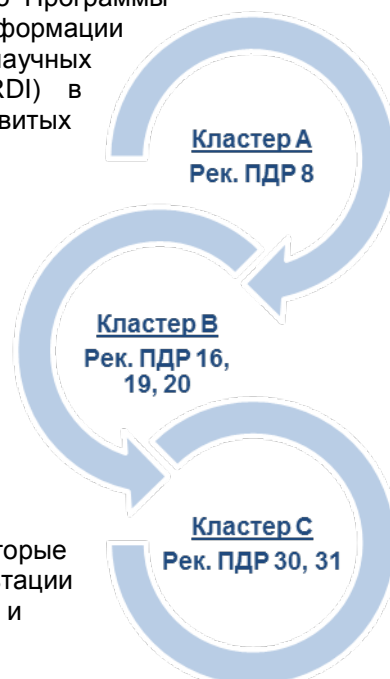 Программы
формации
научных
RDI) в
витых
Кластер A
Рек. ПДР 8
Кластер B
Рек. ПДР 16,
19, 20
Кластер C
Рек. ПДР 30, 31
торые
тации
и